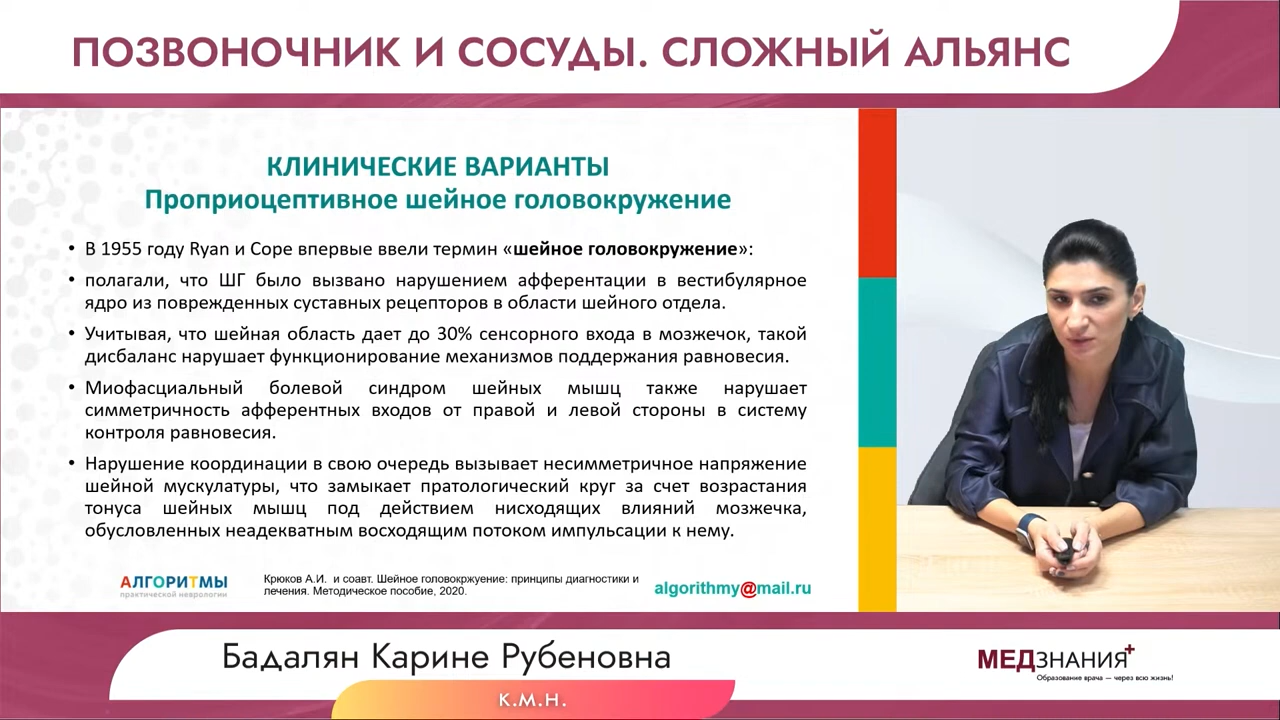 ПОЗВОНОЧНИК И СОСУДЫ. СЛОЖНЫЙ АЛЬЯНС
КЛИНИЧЕСКИЕ ВАРИАНТЫ
Проприоцептивное шейное головокружение
• В 1955 году Ryan и Cope впервые ввели термин «шейное головокружение»:
• полагали, что ШГ было вызвано нарушением афферентации в вестибулярное
ядро из поврежденных суставных рецепторов в области шейного отдела.
• Учитывая, что шейная область дает до 30% сенсорного входа в мозжечок, такой
дисбаланс нарушает функционирование механизмов поддержания равновесия.
• Миофасциальный болевой синдром шейных мышц также нарушает
симметричность афферентных входов от правой и левой стороны в систему
контроля равновесия.
• Нарушение координации в свою очередь вызывает несимметричное напряжение
шейной мускулатуры, что замыкает пратологический круг за счет возрастания
тонуса шейных мышц под действием нисходящих влияний мозжечка,
обусловленных неадекватным восходящим потоком импульсации к нему.
АЛГОРИТМЫ
практической неврологии
Крюков А.И. и соавт. Шейное головокржуение: принципы диагностики и
лечения. Методическое пособие, 2020.
algorithmy@mail.ru
Бадалян Карине Рубеновна
к.м.н.
МЕДЗНАНИЯ+
Образование врача — через всю жизнь!